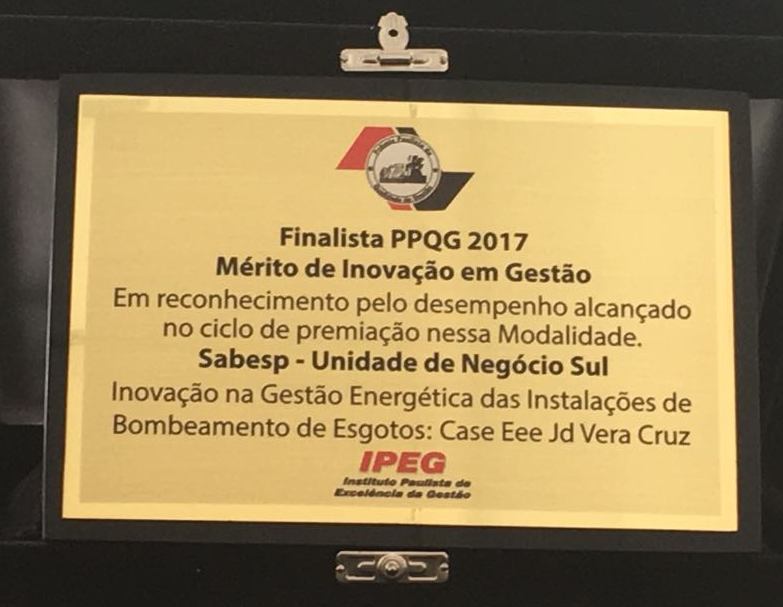 Finalista PPQG 2017
Mérito de Inovação em Gestão
Em reconhecimento pelo desempenho alcançado
no ciclo de premiação nessa Modalidade.
Sabesp - Unidade de Negócio Sul
Inovação na Gestão Energética das Instalações de
Bombeamento de Esgotos: Case Eee Jd Vera Cruz
IPEG
Instituto Paulista de
Excelência da Gestão